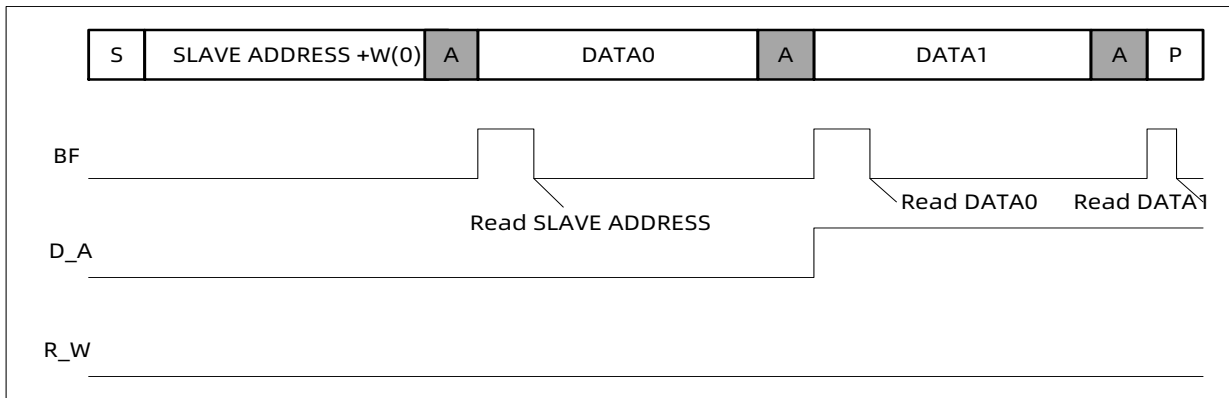 S SLAVE ADDRESS +W(0) A DATA0 A DATA1 A P
BF
Read SLAVE ADDRESS
Read DATA0
Read DATA1
D_A
R_W